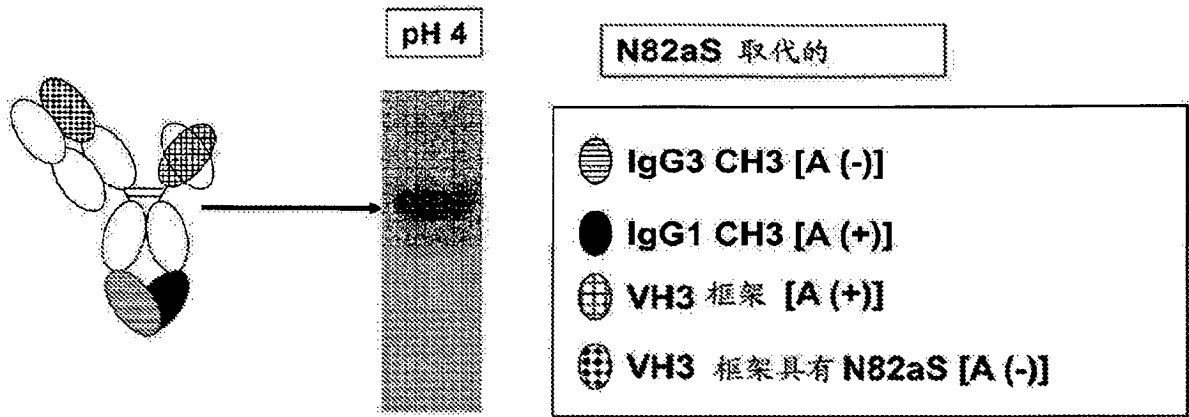 pH 4
N82aS 取代的
IgG3 CH3 [A (-)]
IgG1 CH3 [A (+)]
VH3 框架 [A (+)]
VH3 框架具有 N82aS [A (-)]